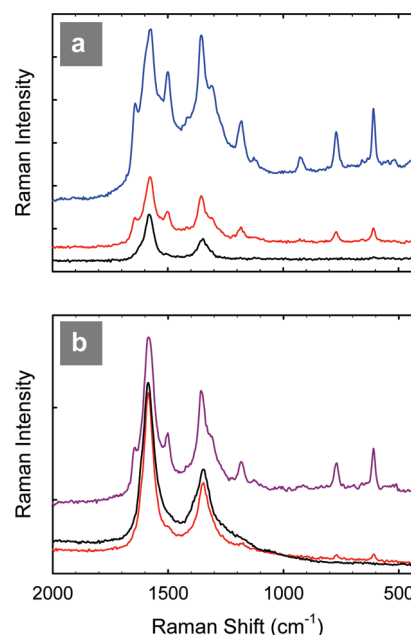 a
Raman Intensity
b
Raman Intensity
2000 1500 1000 500
Raman Shift (cm⁻¹)